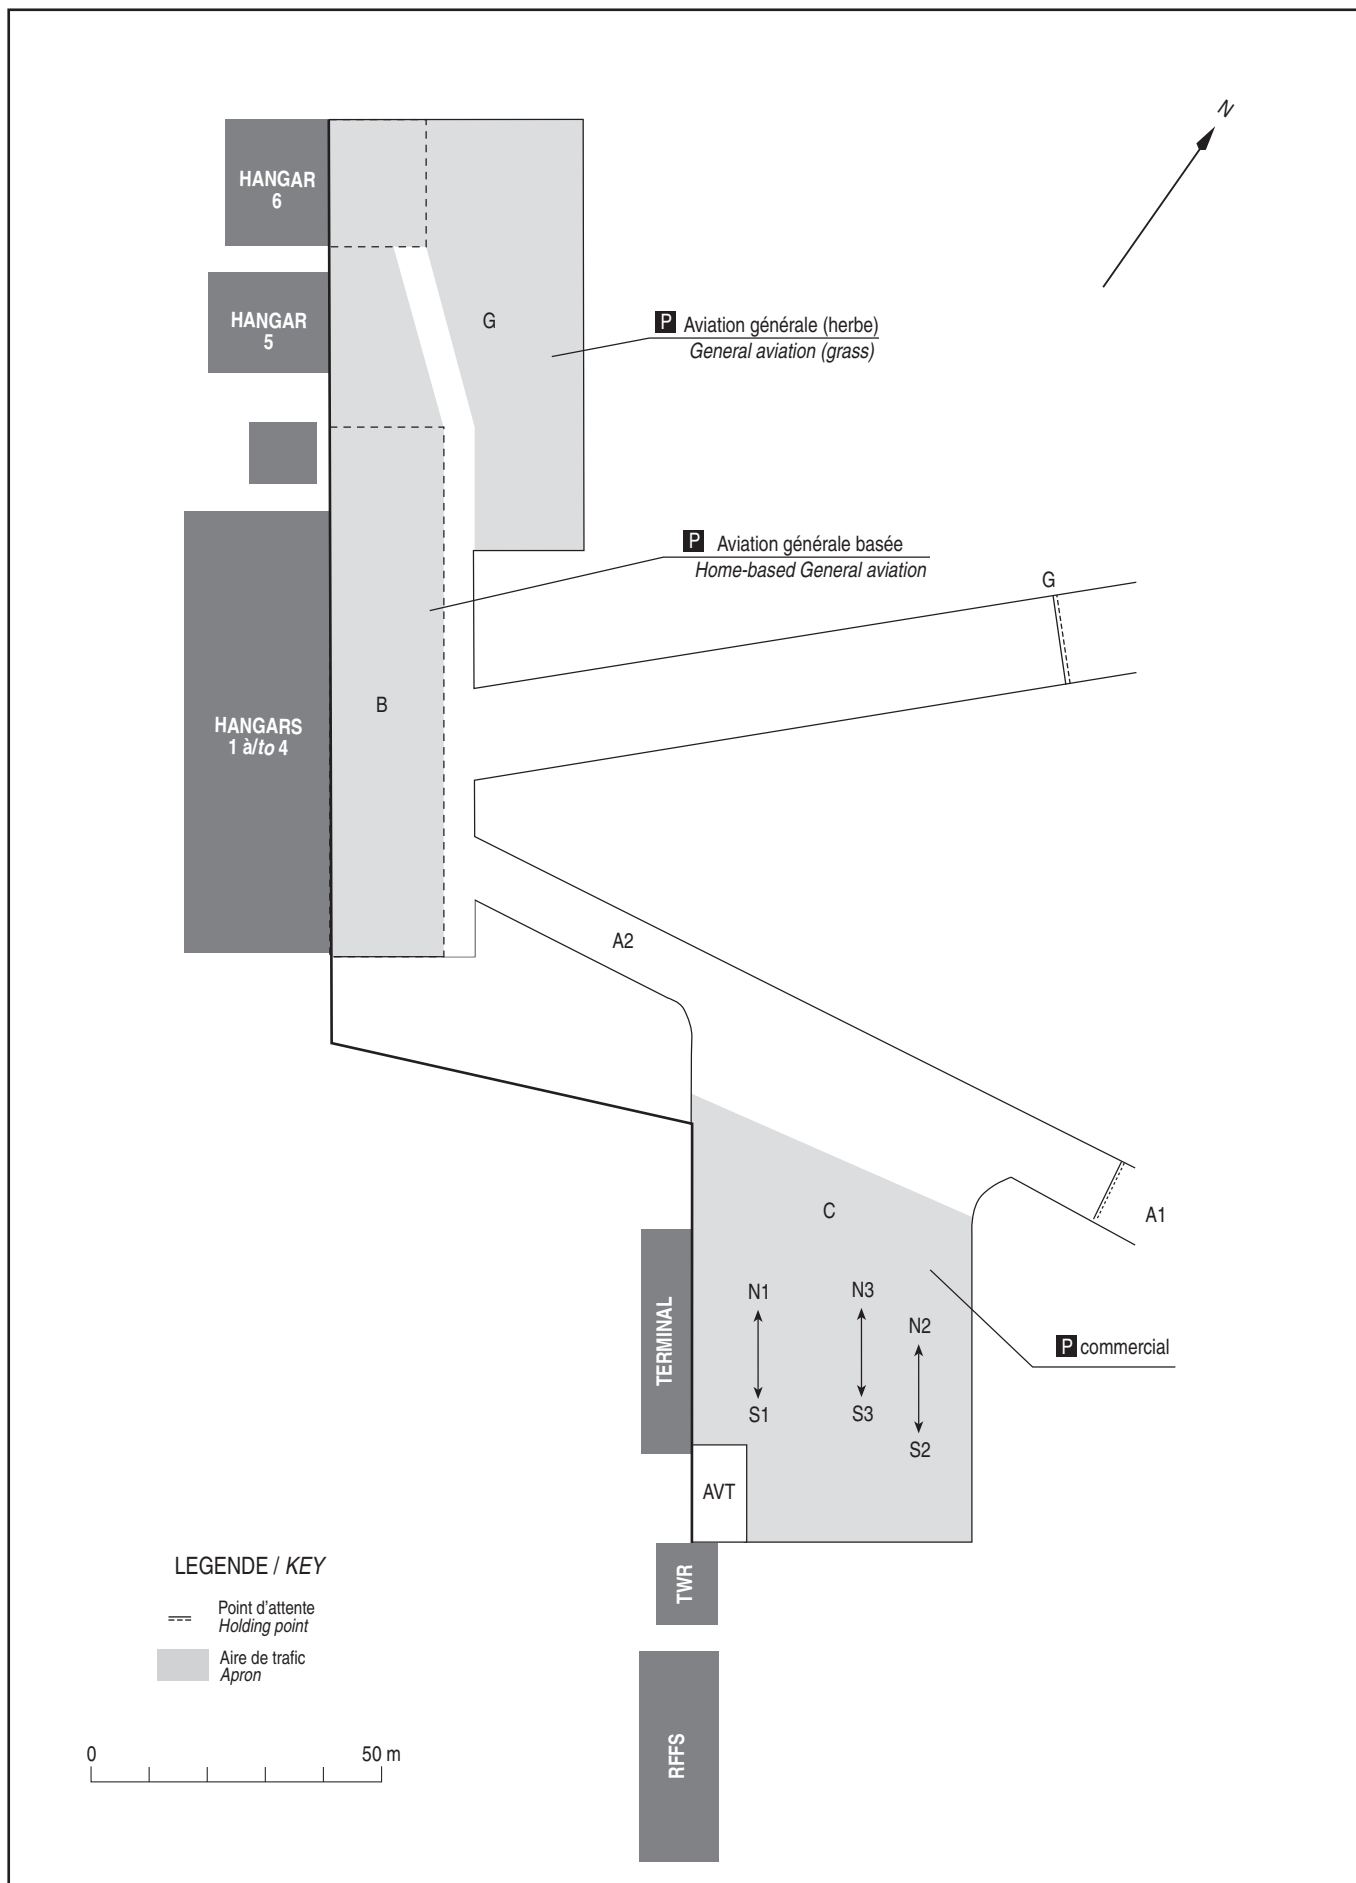 N
HANGAR
6
HANGAR
5
G
P Aviation générale (herbe)
General aviation (grass)
P Aviation générale basée
Home-based General aviation
G
B
HANGARS
1 à/to 4
A2
A1
C
N1
N3
N2
S1
S3
S2
P commercial
TERMINAL
AVT
TWR
RFFS
LEGENDE / KEY
Point d'attente
Holding point
Aire de trafic
Apron
0 50 m